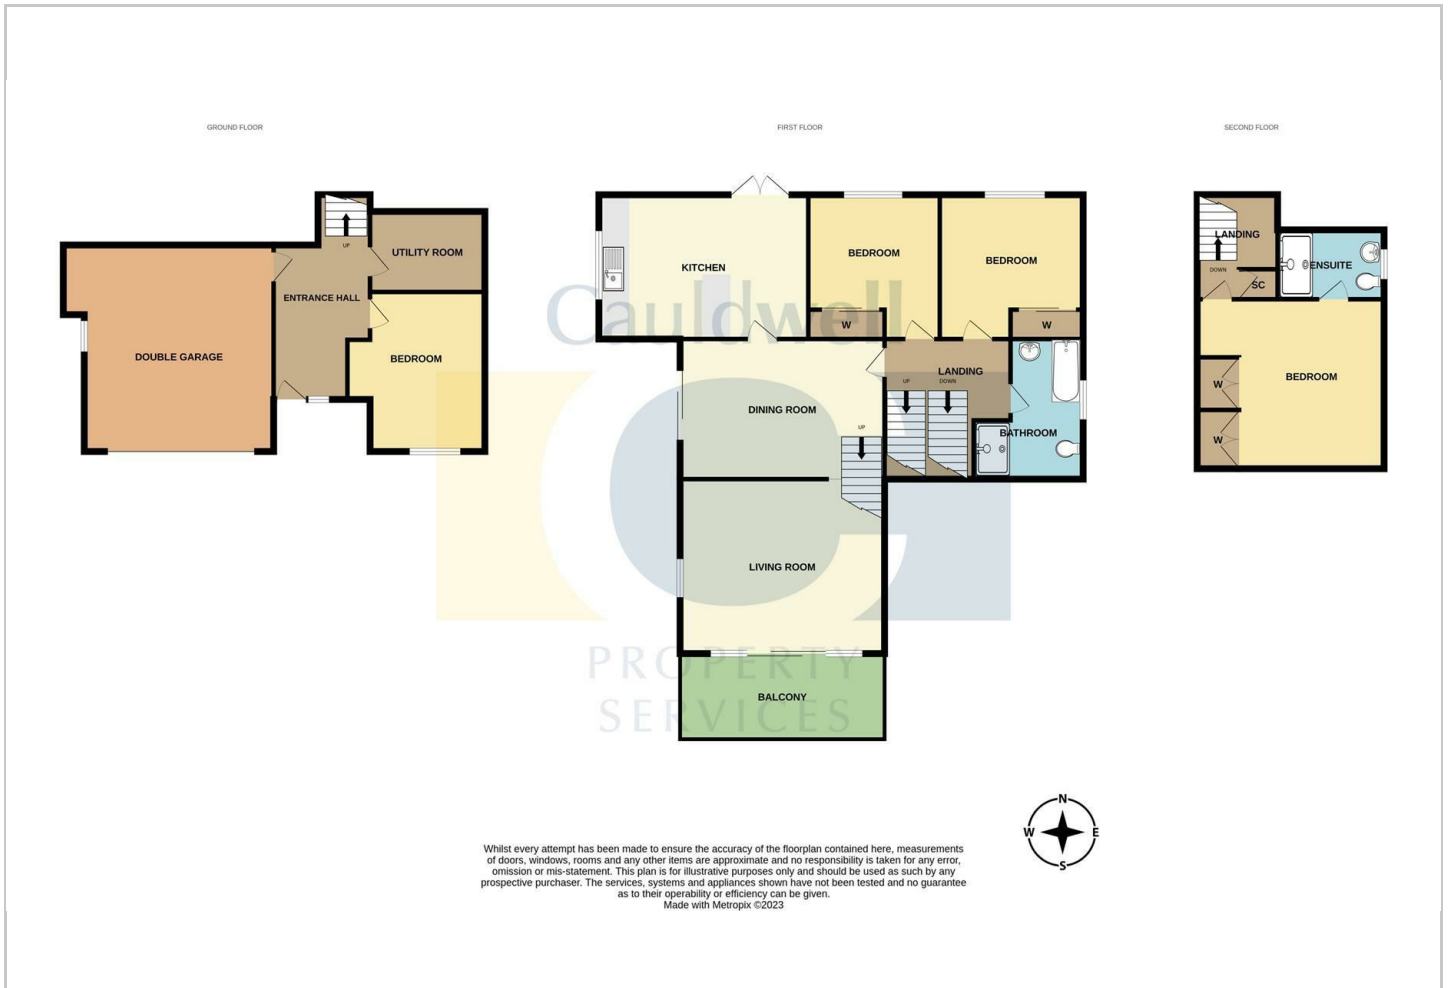 GROUND FLOOR
UP
UTILITY ROOM
ENTRANCE HALL
DOUBLE GARAGE
BEDROOM
FIRST FLOOR
KITCHEN
BEDROOM
BEDROOM
W
W
LANDING
UP
DOWN
DINING ROOM
UP
BATHROOM
LIVING ROOM
BALCONY
SECOND FLOOR
LANDING
DOWN
SC
ENSUITE
W
BEDROOM
W
Cauldwell
PROPERTY
SERVICES
N
W
E
S
Whilst every attempt has been made to ensure the accuracy of the floorplan contained here, measurements
of doors, windows, rooms and any other items are approximate and no responsibility is taken for any error,
omission or mis-statement. This plan is for illustrative purposes only and should be used as such by any
prospective purchaser. The services, systems and appliances shown have not been tested and no guarantee
as to their operability or efficiency can be given.
Made with Metropix ©2023